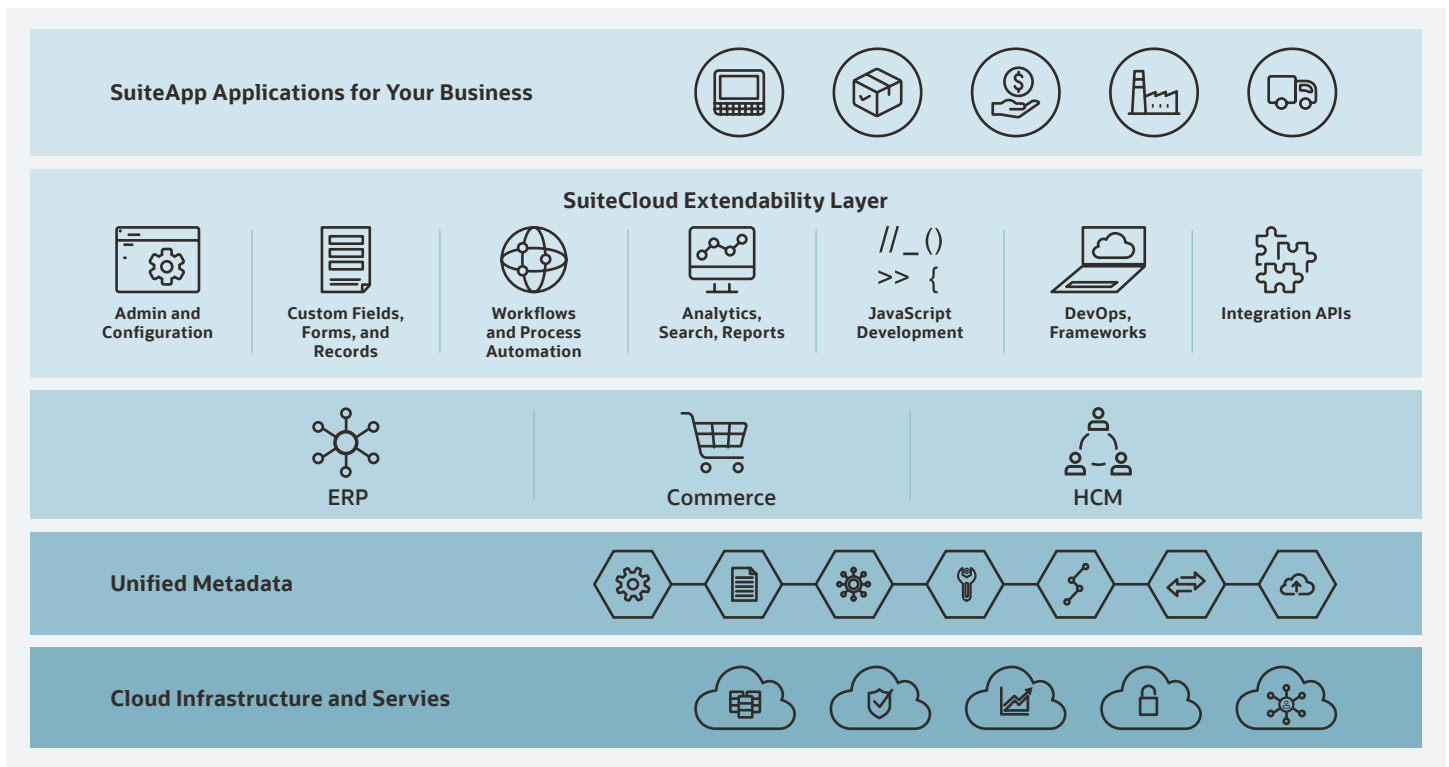 SuiteApp Applications for Your Business
$
SuiteCloud Extendability Layer
//_ ()
>> {
Admin and
Configuration
Custom Fields,
Forms, and
Records
Workflows
and Process
Automation
Analytics,
Search, Reports
JavaScript
Development
DevOps,
Frameworks
Integration APIs
ERP
Commerce
HCM
Unified Metadata
Cloud Infrastructure and Servies